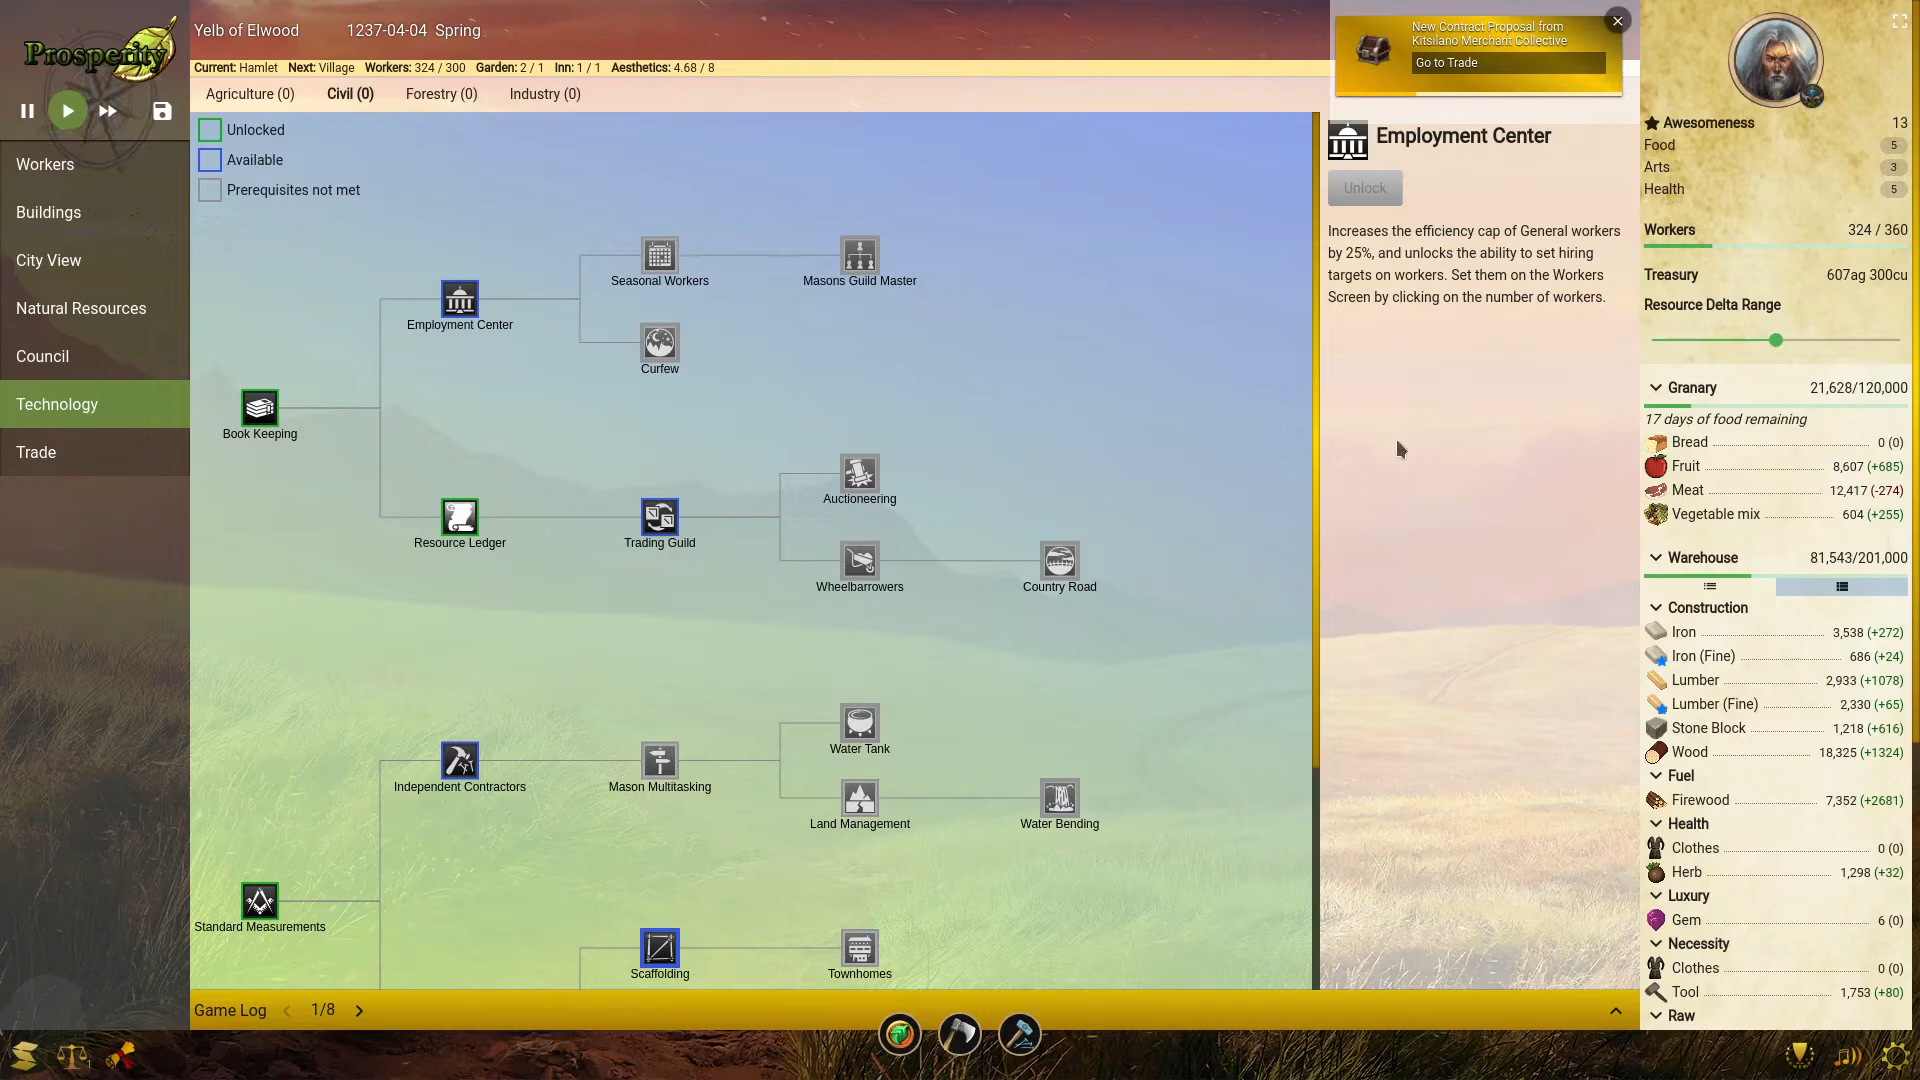 Prosperity
Yelb of Elwood 1237-04-04 Spring
Current: Hamlet Next: Village Workers: 324 / 300 Garden: 2 / 1 Inn: 1 / 1 Aesthetics: 4.68 / 8
Agriculture (0) Civil (0) Forestry (0) Industry (0)
New Contract Proposal from
Kitsilano Merchant Collective
Go to Trade
Workers
Buildings
City View
Natural Resources
Council
Technology
Trade
Unlocked
Available
Prerequisites not met
Seasonal Workers
Masons Guild Master
Employment Center
Curfew
Book Keeping
Auctioneering
Resource Ledger
Trading Guild
Wheelbarrowers
Country Road
Water Tank
Independent Contractors
Mason Multitasking
Land Management
Water Bending
Standard Measurements
Scaffolding
Townhomes
Employment Center
Unlock
Increases the efficiency cap of General workers
by 25%, and unlocks the ability to set hiring
targets on workers. Set them on the Workers
Screen by clicking on the number of workers.
Awesomeness 13
Food 5
Arts 3
Health 5
Workers 324 / 360
Treasury 607ag 300cu
Resource Delta Range
Granary 21,628/120,000
17 days of food remaining
Bread 0 (0)
Fruit 8,607 (+685)
Meat 12,417 (-274)
Vegetable mix 604 (+255)
Warehouse 81,543/201,000
Construction
Iron 3,538 (+272)
Iron (Fine) 686 (+24)
Lumber 2,933 (+1078)
Lumber (Fine) 2,330 (+65)
Stone Block 1,218 (+616)
Wood 18,325 (+1324)
Fuel
Firewood 7,352 (+2681)
Health
Clothes 0 (0)
Herb 1,298 (+32)
Luxury
Gem 6 (0)
Necessity
Clothes 0 (0)
Tool 1,753 (+80)
Raw
Game Log 1/8